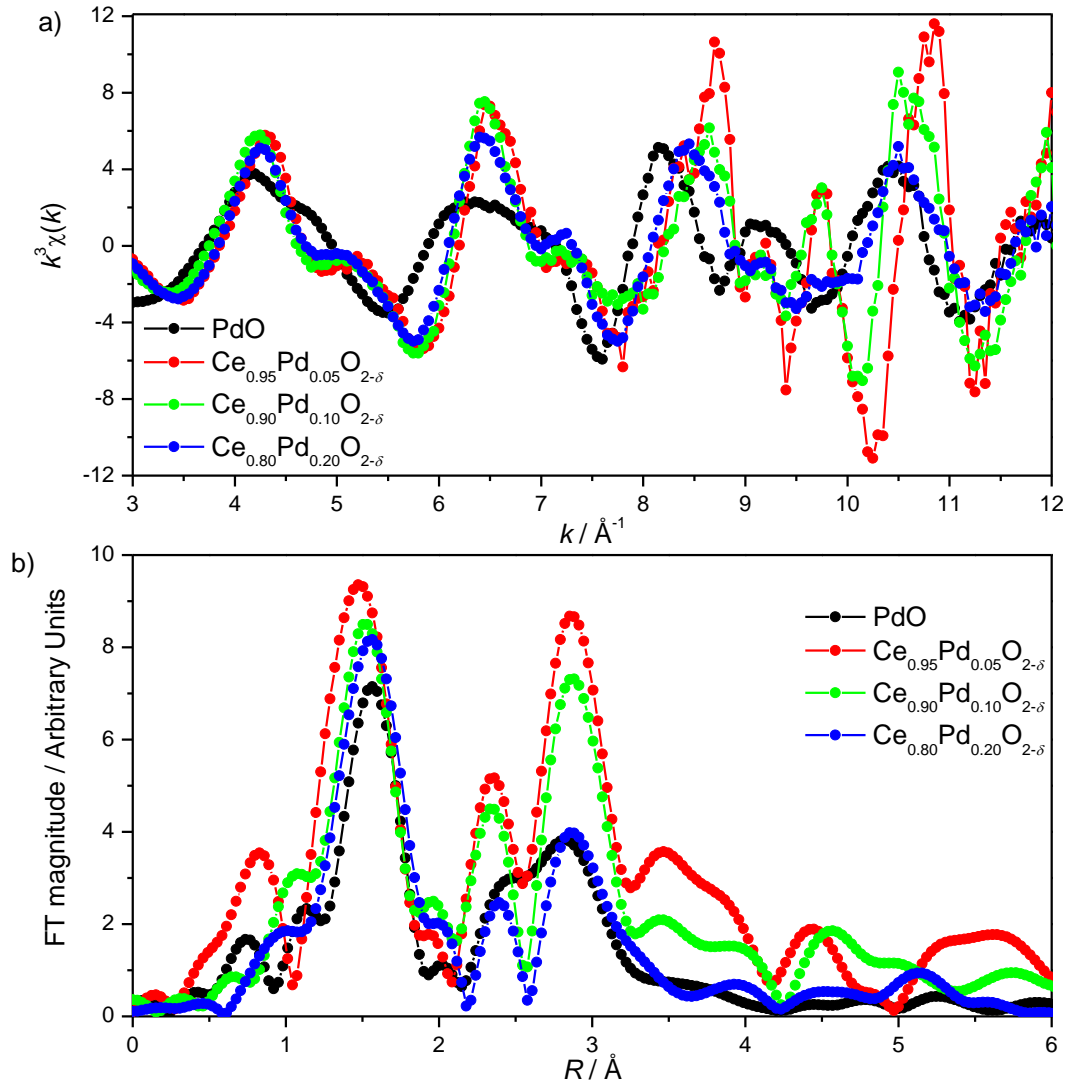 a)
12
8
4
0
-4
-8
-12
k³χ(k)
PdO
Ce₀.₉₅Pd₀.₀₅O₂₋δ
Ce₀.₉₀Pd₀.₁₀O₂₋δ
Ce₀.₈₀Pd₀.₂₀O₂₋δ
3 4 5 6 7 8 9 10 11 12
k / Å⁻¹
b)
10
8
6
4
2
0
FT magnitude / Arbitrary Units
PdO
Ce₀.₉₅Pd₀.₀₅O₂₋δ
Ce₀.₉₀Pd₀.₁₀O₂₋δ
Ce₀.₈₀Pd₀.₂₀O₂₋δ
0 1 2 3 4 5 6
R / Å